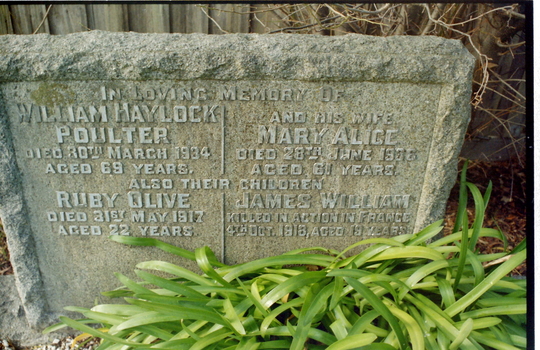 IN LOVING MEMORY OF
WILLIAM HAYLOCK
POULTER
DIED 30TH MARCH 1934
AGED 69 YEARS.
AND HIS WIFE
MARY ALICE
DIED 28TH JUNE
AGED 61 YEARS.
ALSO THEIR CHILDREN
RUBY OLIVE
DIED 31ST MAY 1917
AGED 22 YEARS.
JAMES WILLIAM
KILLED IN ACTION IN FRANCE
4TH OCT. AGED YEARS.